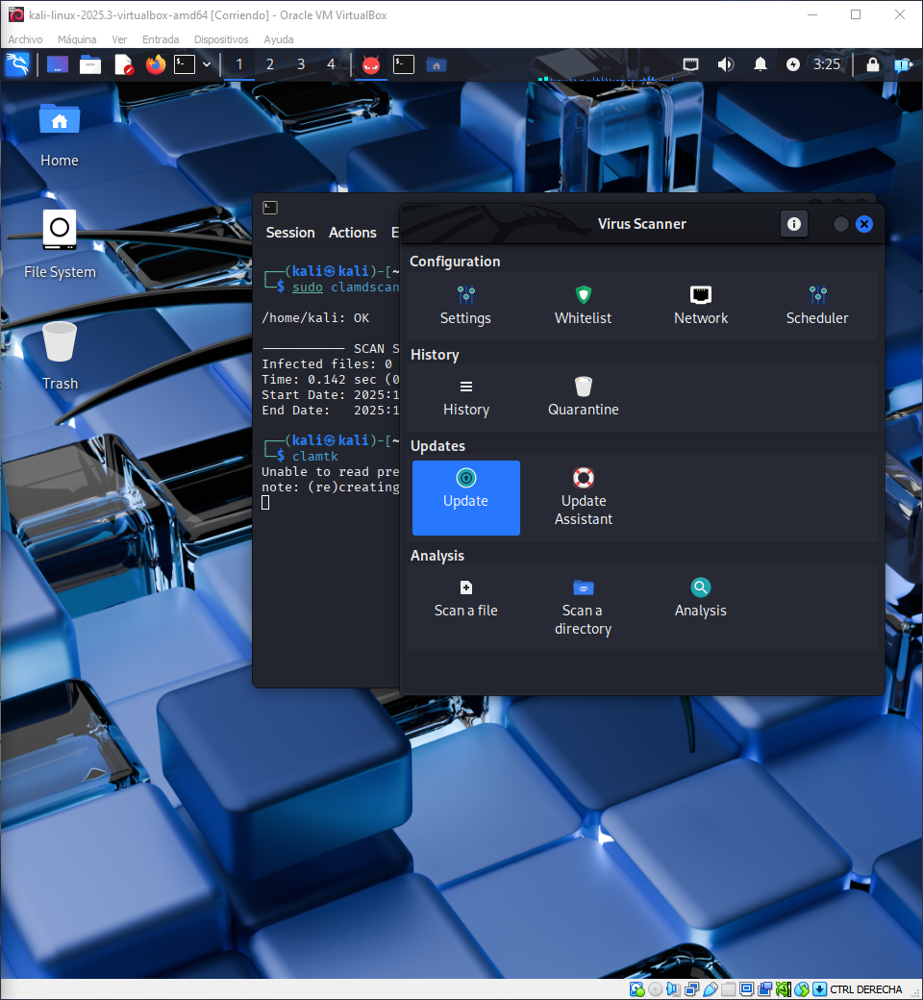 kali-linux-2025.3-virtualbox-amd64 [Corriendo] - Oracle VM VirtualBox
Archivo Máquina Ver Entrada Dispositivos Ayuda
1 2 3 4 3:25
Home
File System
Trash
Session Actions E
┌──(kali㉿kali)-[~
└─$ sudo clamdscan
/home/kali: OK
----------- SCAN S
Infected files: 0
Time: 0.142 sec (0
Start Date: 2025:1
End Date: 2025:1
┌──(kali㉿kali)-[~
└─$ clamtk
Unable to read pre
note: (re)creating
Virus Scanner
Configuration
Settings Whitelist Network Scheduler
History
History Quarantine
Updates
Update Update
Assistant
Analysis
Scan a file Scan a Analysis
directory
CTRL DERECHA